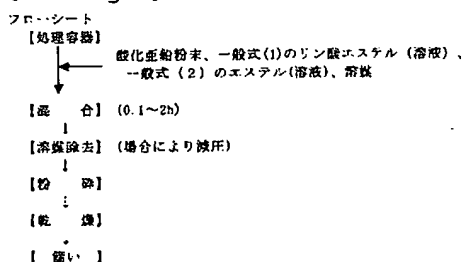 フローシート
【処理容器】
酸化亜鉛粉末、一般式(1)のリン酸エステル（溶液）、
一般式（2）のエステル(溶液)、溶媒
【混　合】(0.1～2h)
【溶媒除去】(場合により減圧)
【粉　砕】
【乾　燥】
【　篩い　】